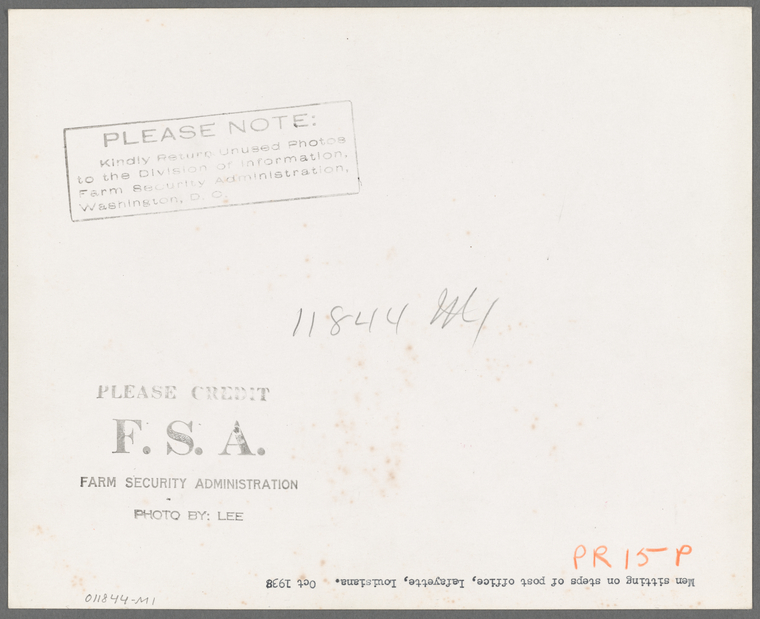 PLEASE NOTE:
Kindly Return Unused Photos
to the Division of Information,
Farm Security Administration,
Washington, D. C.
11844 M1
PLEASE CREDIT
F. S. A.
FARM SECURITY ADMINISTRATION
PHOTO BY: LEE
PR 15 P
Men sitting on steps of post office, Lafayette, Louisiana. Oct 1938
011844-M1